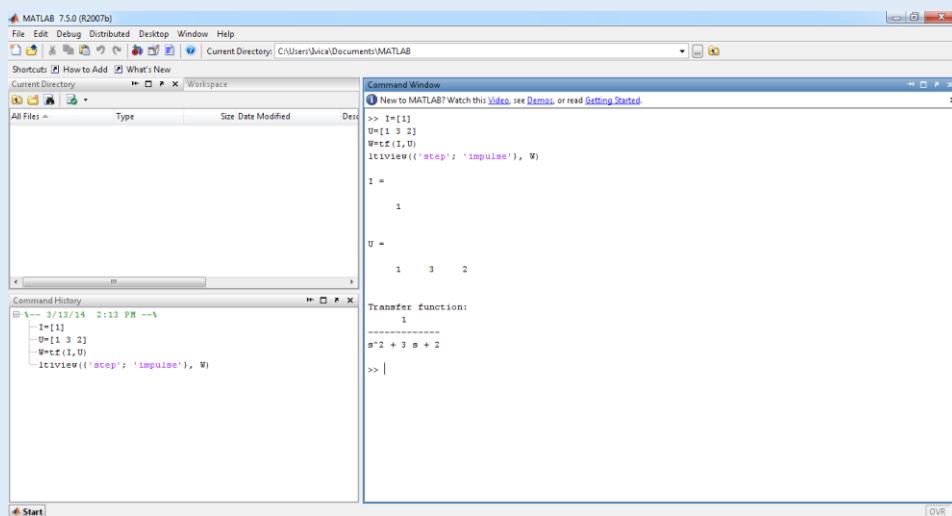 MATLAB 7.5.0 (R2007b)
File Edit Debug Distributed Desktop Window Help
Current Directory: C:\Users\Ivica\Documents\MATLAB
Shortcuts How to Add What's New
Current Directory Workspace
All Files Type Size Date Modified Desc
Command History
%-- 3/13/14 2:13 PM --%
I=[1]
U=[1 3 2]
W=tf(I,U)
ltiview(('step'; 'impulse'), W)
Command Window
New to MATLAB? Watch this Video, see Demos, or read Getting Started.
>> I=[1]
U=[1 3 2]
W=tf(I,U)
ltiview(('step'; 'impulse'), W)
I =
1
U =
1 3 2
Transfer function:
1
-------------
s^2 + 3 s + 2
>>
Start
OVR